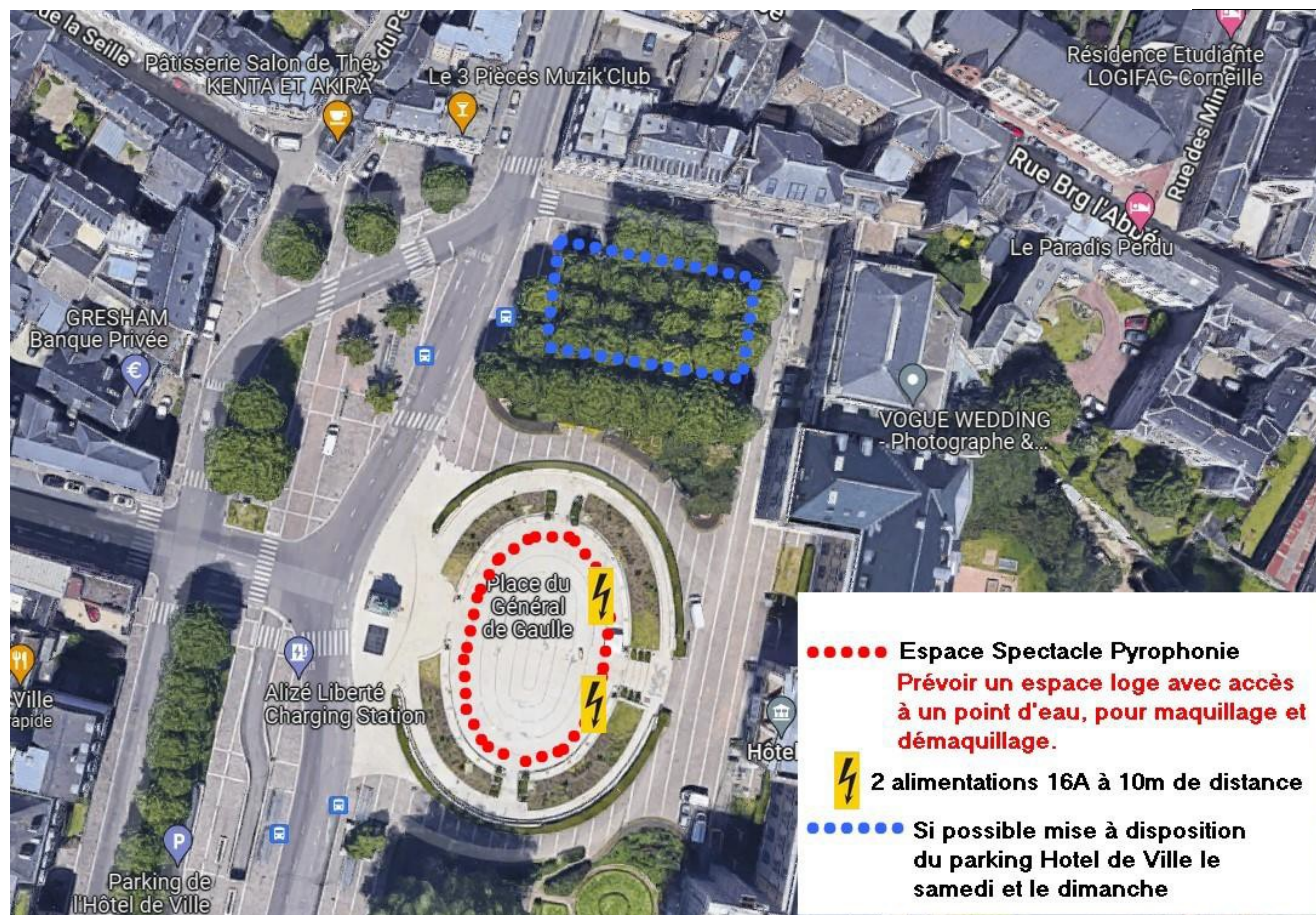 de la Seille
Pâtisserie Salon de Thé
KENTA ET AKIRA
Le 3 Pièces Muzik'Club
Résidence Etudiante
LOGIFAC Corneille
Rue Brg l'Abbé
Le Paradis Perdu
GRESHAM
Banque Privée
€
VOGUE WEDDING
- Photographe &...
Place du
Général
de Gaulle
Ville
rapide
Alizé Liberté
Charging Station
Hôtel
P
Parking de
l'Hôtel de Ville
Espace Spectacle Pyrophonie
Prévoir un espace loge avec accès
à un point d'eau, pour maquillage et
démaquillage.
2 alimentations 16A à 10m de distance
Si possible mise à disposition
du parking Hotel de Ville le
samedi et le dimanche